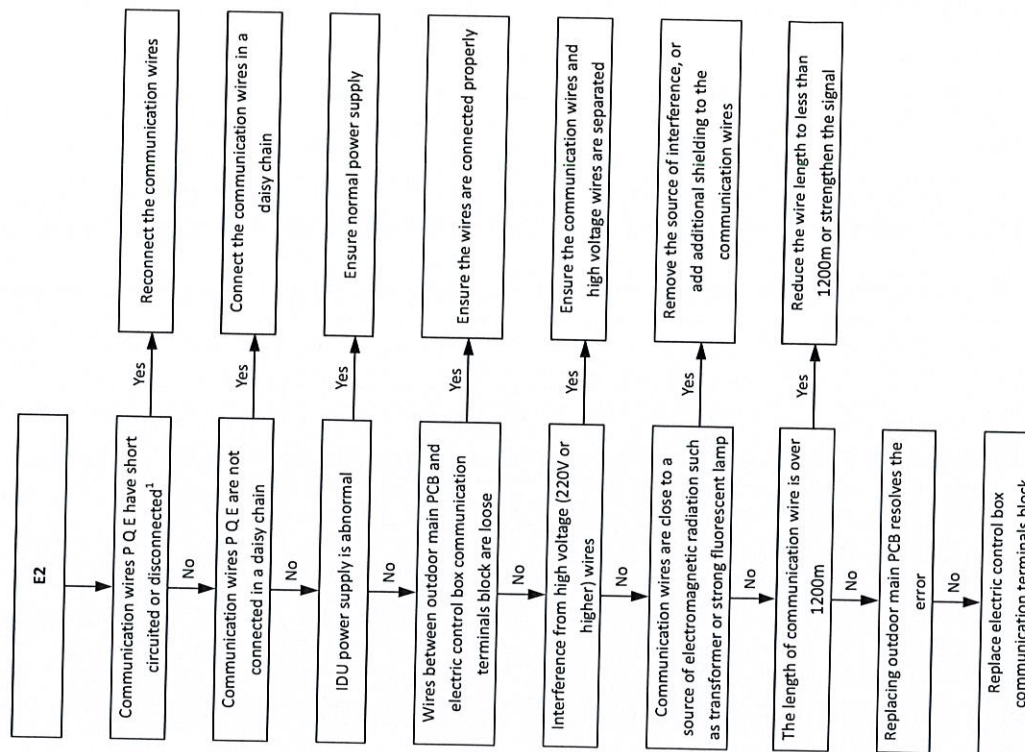 E2
Communication wires P Q E have short
circuited or disconnected¹
Yes
Reconnect the communication wires
No
Communication wires P Q E are not
connected in a daisy chain
Yes
Connect the communication wires in a
daisy chain
No
IDU power supply is abnormal
Yes
Ensure normal power supply
No
Wires between outdoor main PCB and
electric control box communication
terminals block are loose
Yes
Ensure the wires are connected properly
No
Interference from high voltage (220V or
higher) wires
Yes
Ensure the communication wires and
high voltage wires are separated
No
Communication wires are close to a
source of electromagnetic radiation such
as transformer or strong fluorescent lamp
Yes
Remove the source of interference, or
add additional shielding to the
communication wires
No
The length of communication wire is over
1200m
Yes
Reduce the wire length to less than
1200m or strengthen the signal
No
Replacing outdoor main PCB resolves the
error
No
Replace electric control box
communication terminals block